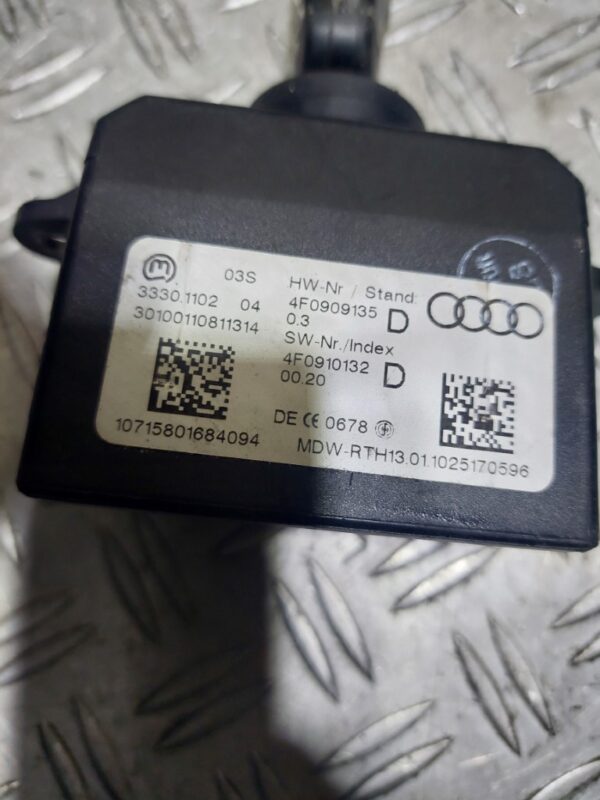 03S
3330.1102 04
30100110811314
HW-Nr / Stand:
4F0909135 D
0.3
SW-Nr./Index
4F0910132 D
00.20
DE CE 0678
10715801684094
MDW-RTH13.01.1025170596